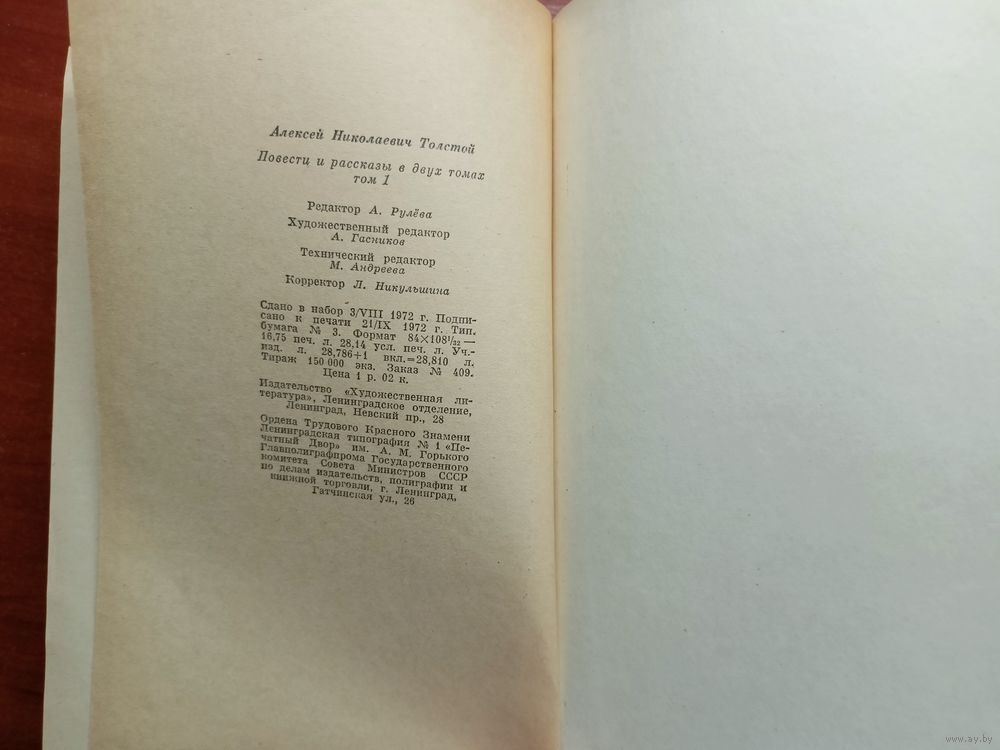 Алексей Николаевич Толстой
Повести и рассказы в двух томах
том 1
Редактор А. Рулёва
Художественный редактор
А. Гасников
Технический редактор
М. Андреева
Корректор Л. Никульшина
Сдано в набор 3/VIII 1972 г. Подпи-
сано к печати 21/IX 1972 г. Тип.
бумага № 3. Формат 84×108¹/₃₂ —
16,75 печ. л. 28,14 усл. печ. л. Уч.-
изд. л. 28,786+1 вкл.=28,810 л.
Тираж 150 000 экз. Заказ № 409.
Цена 1 р. 02 к.
Издательство «Художественная ли-
тература», Ленинградское отделение,
Ленинград, Невский пр., 28
Ордена Трудового Красного Знамени
Ленинградская типография № 1 «Пе-
чатный Двор» им. А. М. Горького
Главполиграфпрома Государственного
комитета Совета Министров СССР
по делам издательств, полиграфии и
книжной торговли, г. Ленинград,
Гатчинская ул., 26
www.ay.by